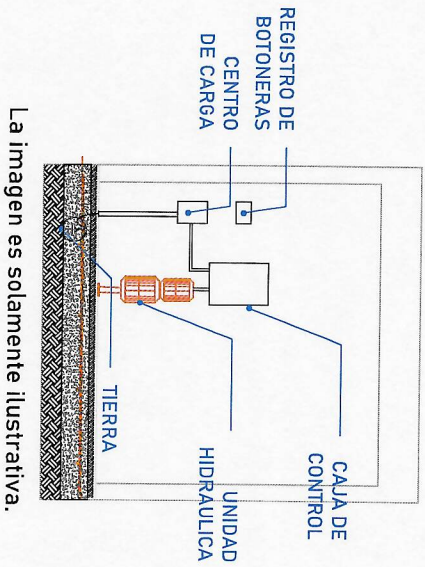 REGISTRO DE
BOTONERAS
CENTRO
DE CARGA
CAJA DE
CONTROL
UNIDAD
HIDRAULICA
TIERRA
La imagen es solamente ilustrativa.